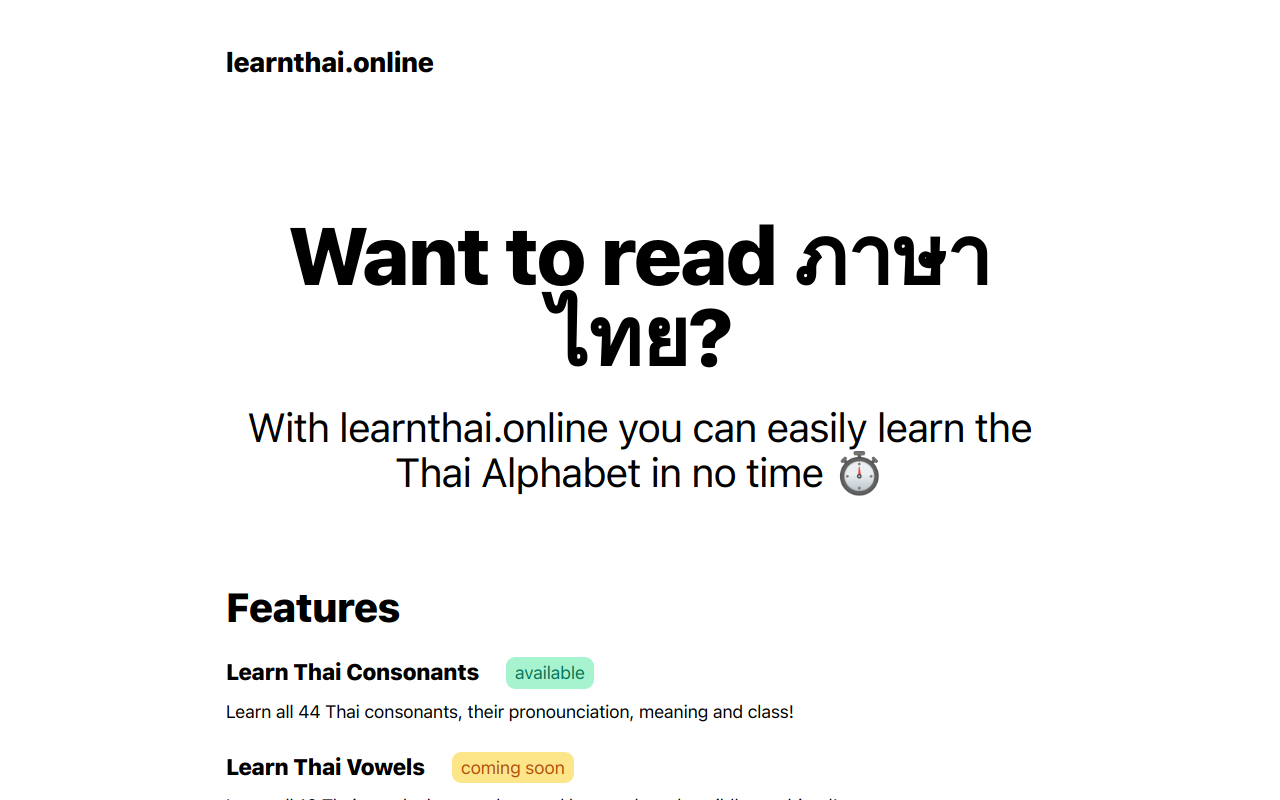 learnthai.online
Want to read ภาษา
ไทย?
With learnthai.online you can easily learn the
Thai Alphabet in no time ⏱️
Features
Learn Thai Consonants available
Learn all 44 Thai consonants, their pronounciation, meaning and class!
Learn Thai Vowels coming soon